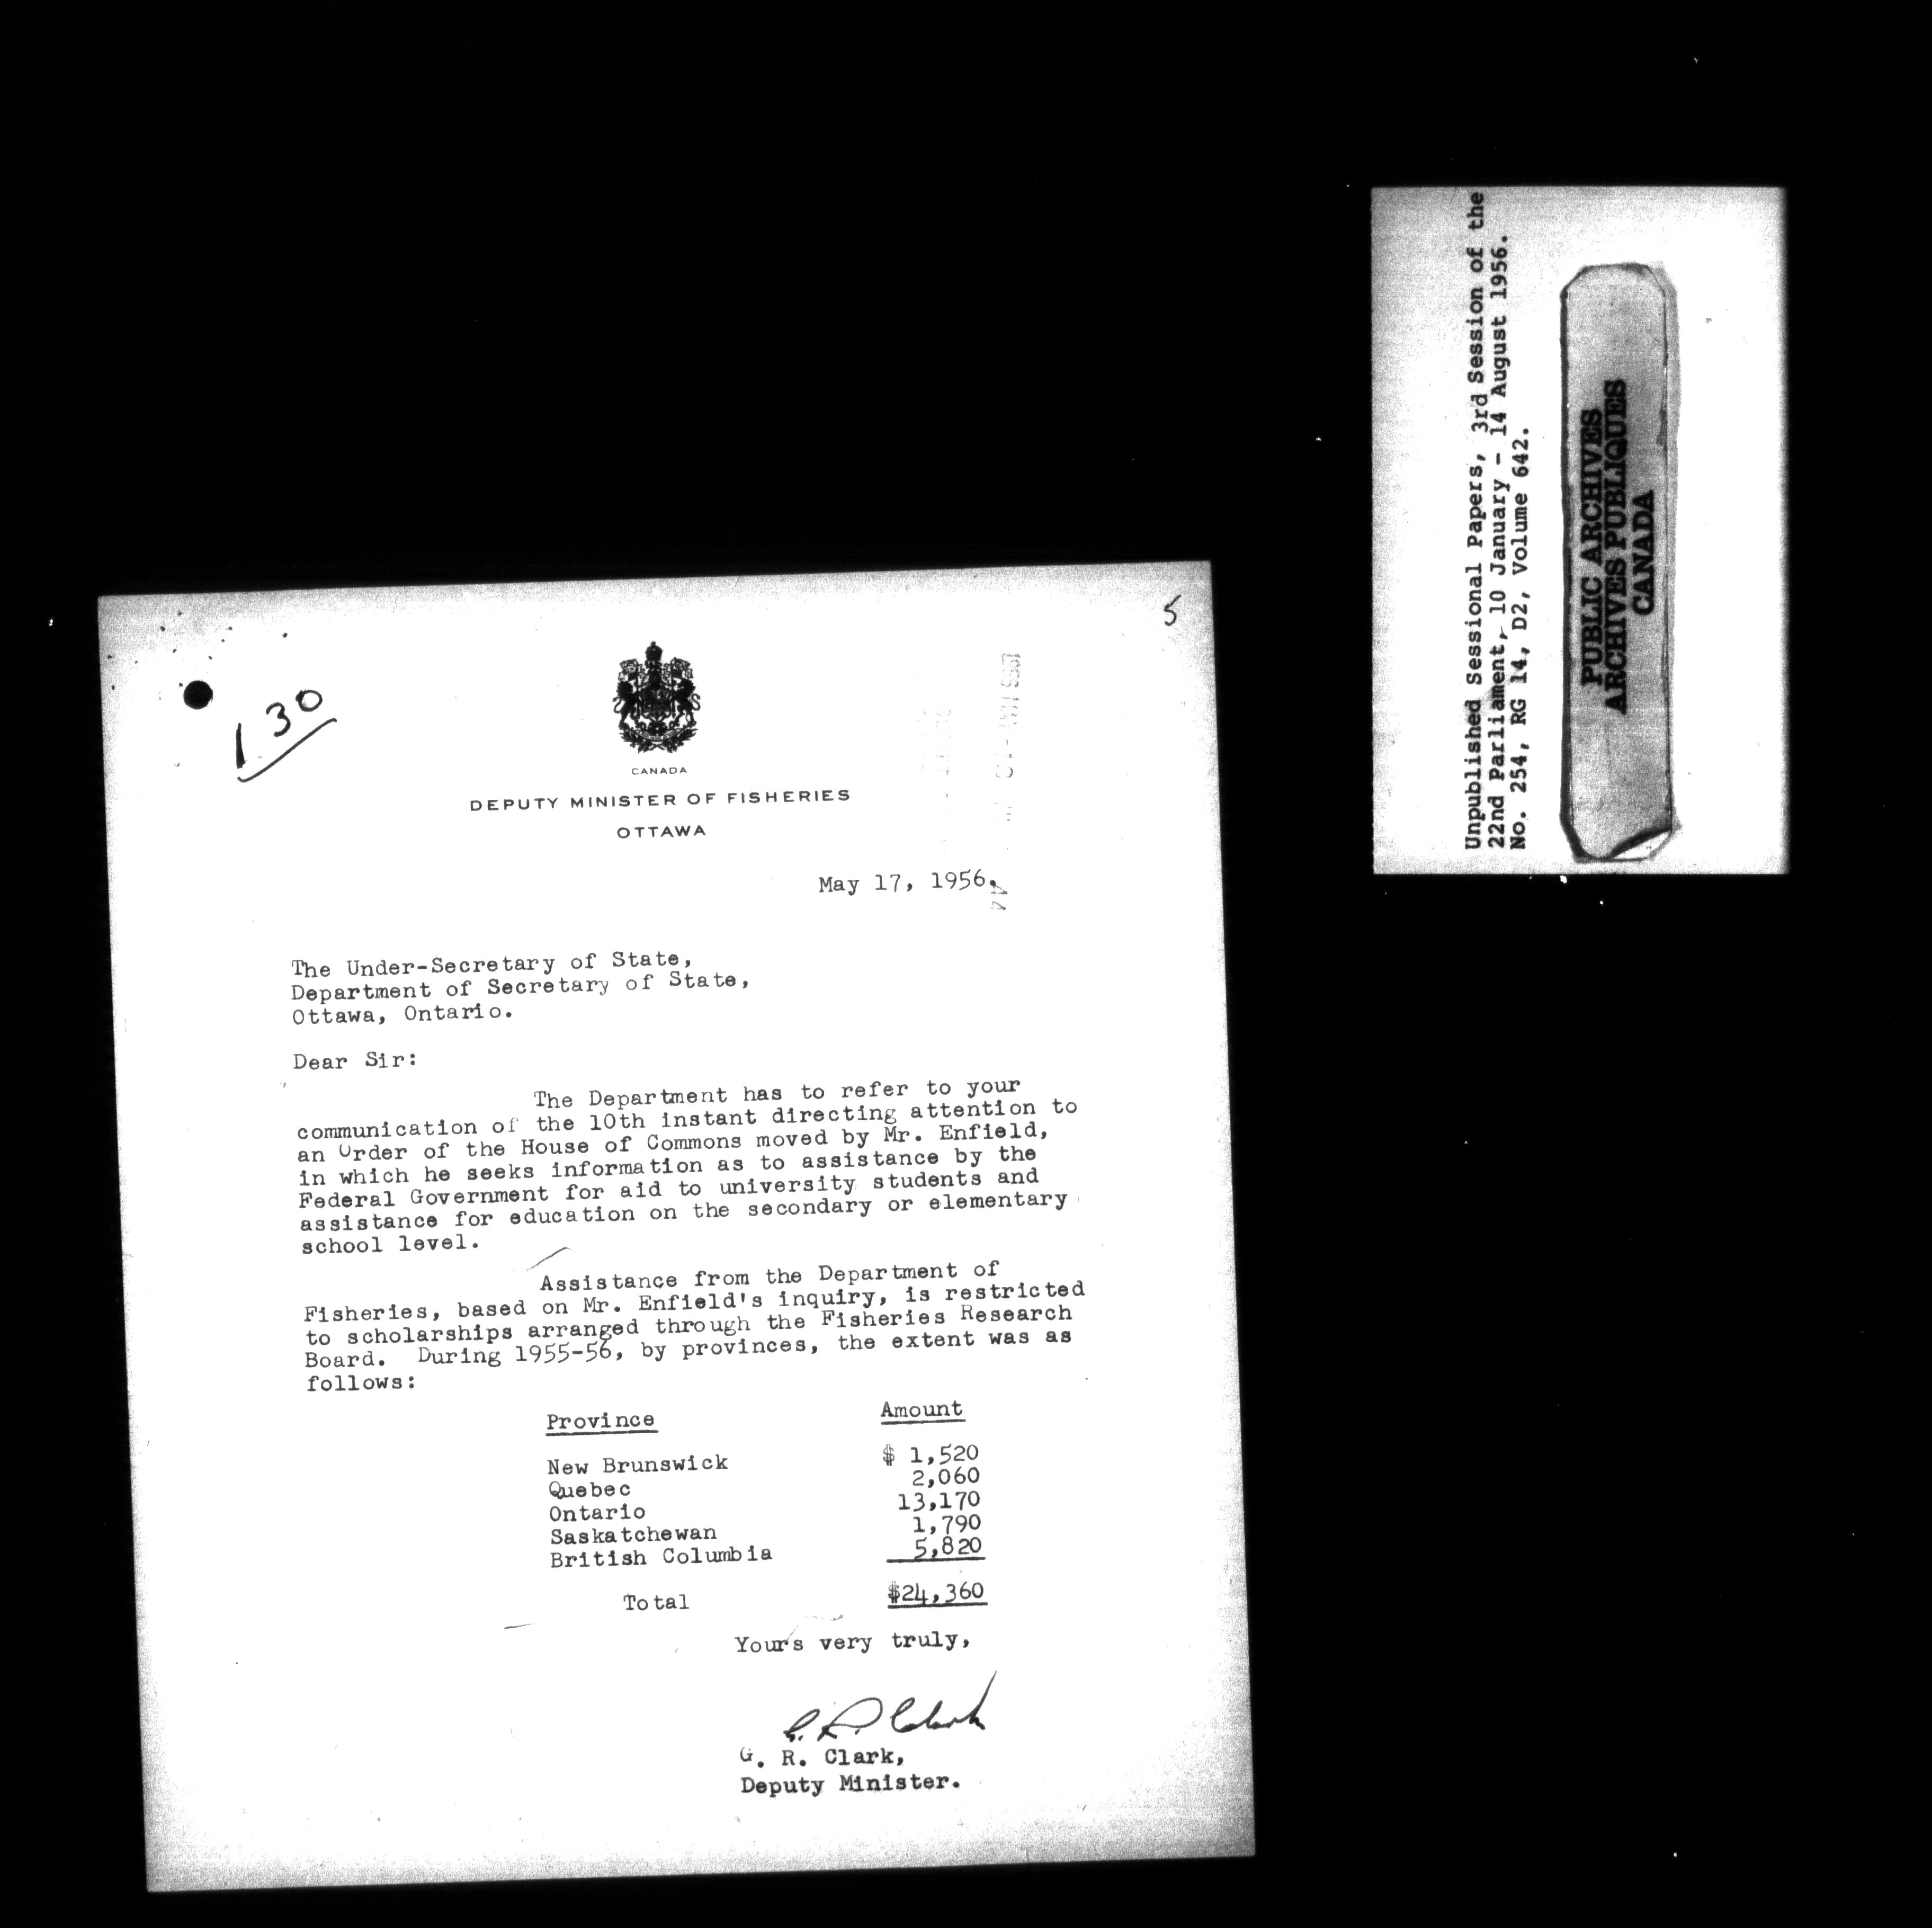 5
130
CANADA
DEPUTY MINISTER OF FISHERIES
OTTAWA
May 17, 1956.
The Under-Secretary of State,
Department of Secretary of State,
Ottawa, Ontario.
Dear Sir:
The Department has to refer to your
communication of the 10th instant directing attention to
an Order of the House of Commons moved by Mr. Enfield,
in which he seeks information as to assistance by the
Federal Government for aid to university students and
assistance for education on the secondary or elementary
school level.
Assistance from the Department of
Fisheries, based on Mr. Enfield's inquiry, is restricted
to scholarships arranged through the Fisheries Research
Board. During 1955-56, by provinces, the extent was as
follows:
Province Amount
New Brunswick $ 1,520
Quebec 2,060
Ontario 13,170
Saskatchewan 1,790
British Columbia 5,820
Total $24,360
Yours very truly,
G. R. Clark
G. R. Clark,
Deputy Minister.
Unpublished Sessional Papers, 3rd Session of the
22nd Parliament, 10 January - 14 August 1956.
No. 254, RG 14, D2, Volume 642.
PUBLIC ARCHIVES
ARCHIVES PUBLIQUES
CANADA